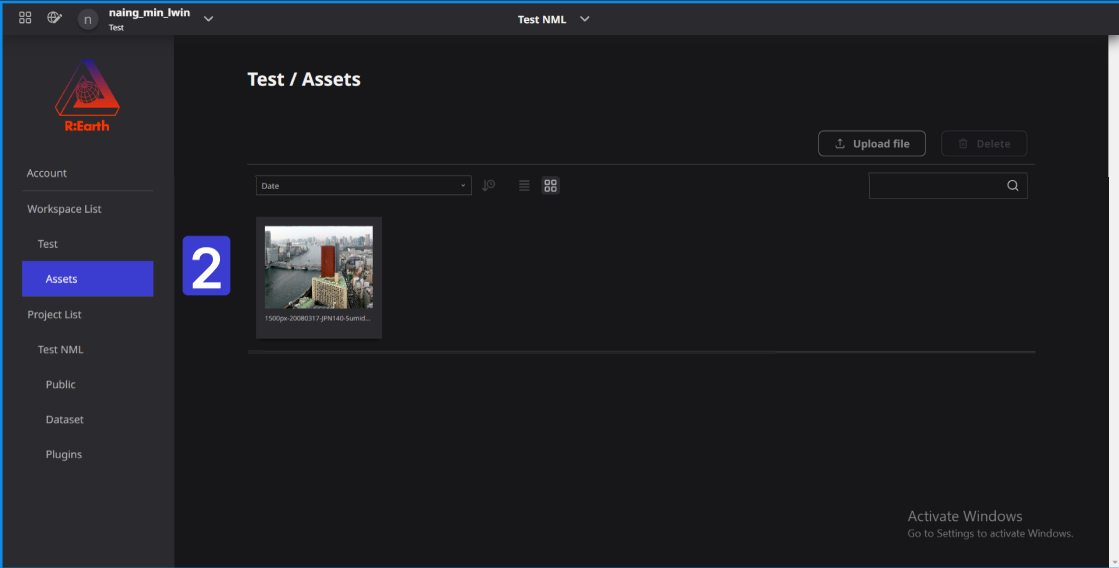 n
naing_min_lwin
Test
Test NML
R:Earth
Account
Workspace List
Test
Assets
Project List
Test NML
Public
Dataset
Plugins
2
Test / Assets
Upload file
Delete
Date
1500px-20080317-JPN140-Sumid...
Activate Windows
Go to Settings to activate Windows.